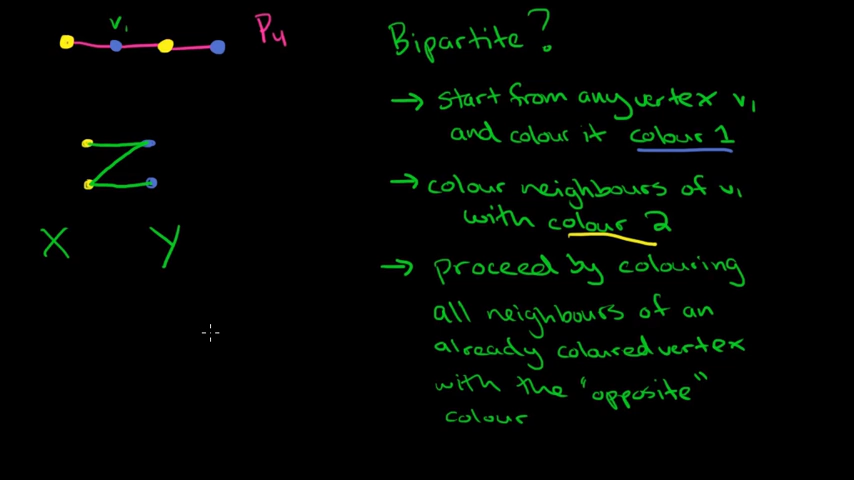 v₁
P₄
X Y
Bipartite?
→ start from any vertex v₁
and colour it colour 1
→ colour neighbours of v₁
with colour 2
→ proceed by colouring
all neighbours of an
already coloured vertex
with the "opposite"
colour